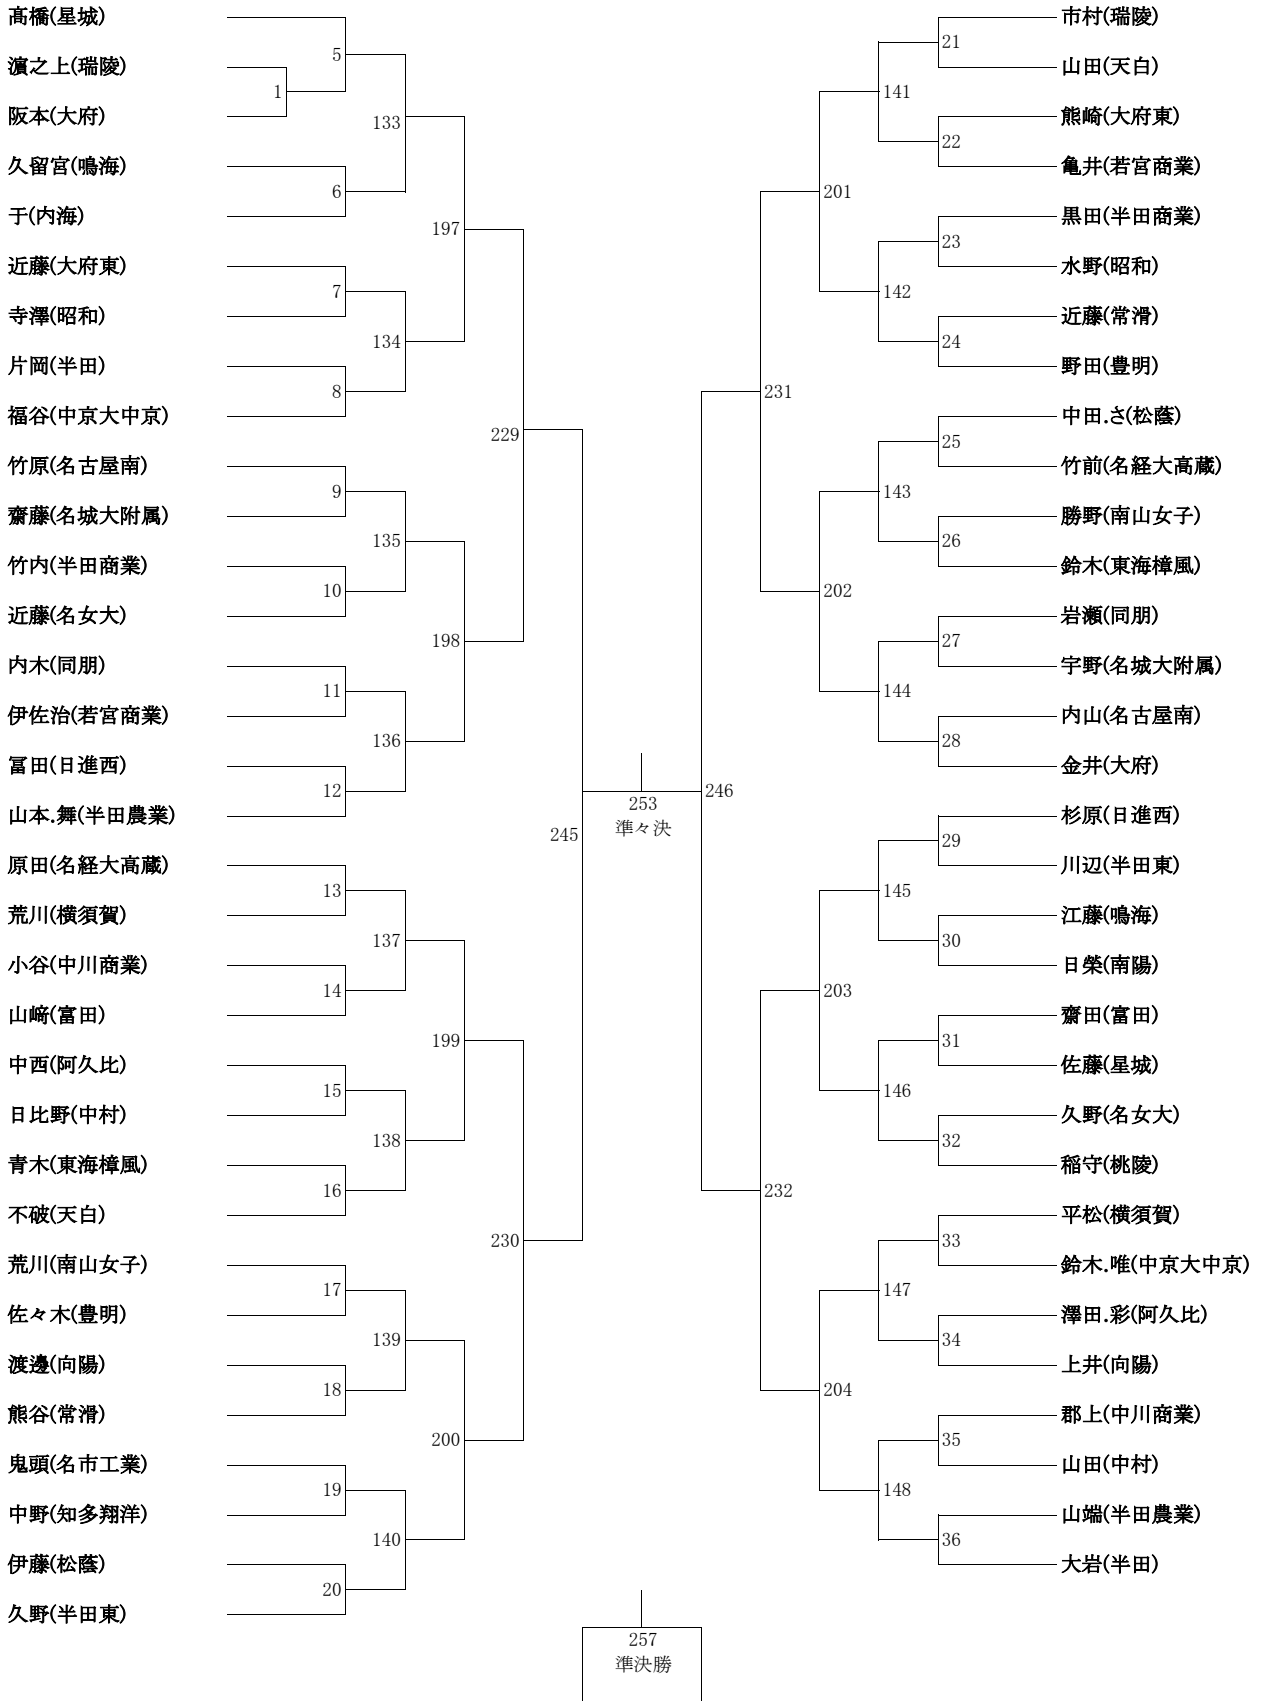 髙橋(星城)
濵之上(瑞陵)
阪本(大府)
久留宮(鳴海)
于(内海)
近藤(大府東)
寺澤(昭和)
片岡(半田)
福谷(中京大中京)
竹原(名古屋南)
齋藤(名城大附属)
竹内(半田商業)
近藤(名女大)
内木(同朋)
伊佐治(若宮商業)
冨田(日進西)
山本.舞(半田農業)
原田(名経大高蔵)
荒川(横須賀)
小谷(中川商業)
山﨑(富田)
中西(阿久比)
日比野(中村)
青木(東海樟風)
不破(天白)
荒川(南山女子)
佐々木(豊明)
渡邊(向陽)
熊谷(常滑)
鬼頭(名市工業)
中野(知多翔洋)
伊藤(松蔭)
久野(半田東)
1
5
6
7
8
9
10
11
12
13
14
15
16
17
18
19
20
133
134
135
136
137
138
139
140
197
198
199
200
229
230
245
253
準々決
257
準決勝
246
231
232
201
202
203
204
141
142
143
144
145
146
147
148
21
22
23
24
25
26
27
28
29
30
31
32
33
34
35
36
市村(瑞陵)
山田(天白)
熊崎(大府東)
亀井(若宮商業)
黒田(半田商業)
水野(昭和)
近藤(常滑)
野田(豊明)
中田.さ(松蔭)
竹前(名経大高蔵)
勝野(南山女子)
鈴木(東海樟風)
岩瀬(同朋)
宇野(名城大附属)
内山(名古屋南)
金井(大府)
杉原(日進西)
川辺(半田東)
江藤(鳴海)
日榮(南陽)
齋田(富田)
佐藤(星城)
久野(名女大)
稲守(桃陵)
平松(横須賀)
鈴木.唯(中京大中京)
澤田.彩(阿久比)
上井(向陽)
郡上(中川商業)
山田(中村)
山端(半田農業)
大岩(半田)